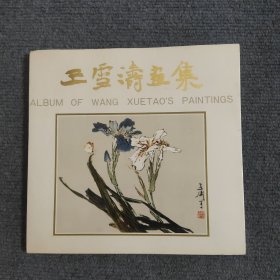 王雪濤畫集
ALBUM OF WANG XUETAO'S PAINTINGS